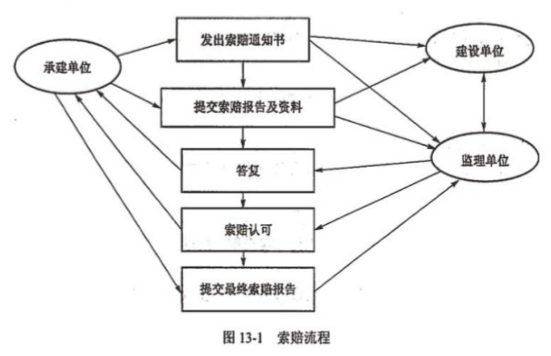 发出索赔通知书
建设单位
承建单位
提交索赔报告及资料
答复
监理单位
索赔认可
提交最终索赔报告
图 13-1 索赔流程